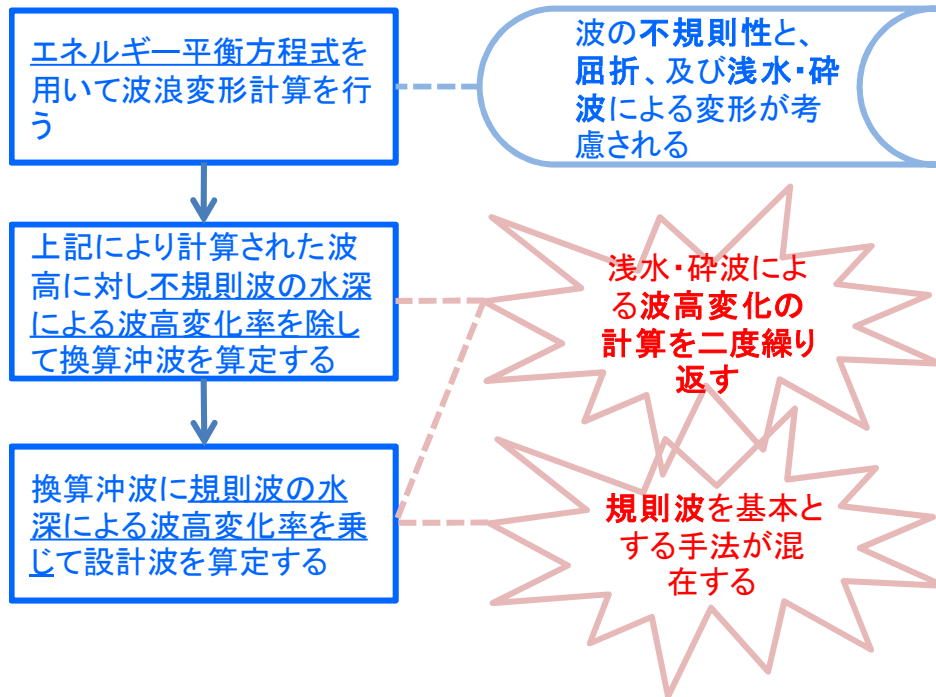 エネルギー平衡方程式を
用いて波浪変形計算を行
う
波の不規則性と、
屈折、及び浅水・砕
波による変形が考
慮される
上記により計算された波
高に対し不規則波の水深
による波高変化率を除し
て換算沖波を算定する
浅水・砕波によ
る波高変化の
計算を二度繰り
返す
換算沖波に規則波の水
深による波高変化率を乗
じて設計波を算定する
規則波を基本と
する手法が混
在する